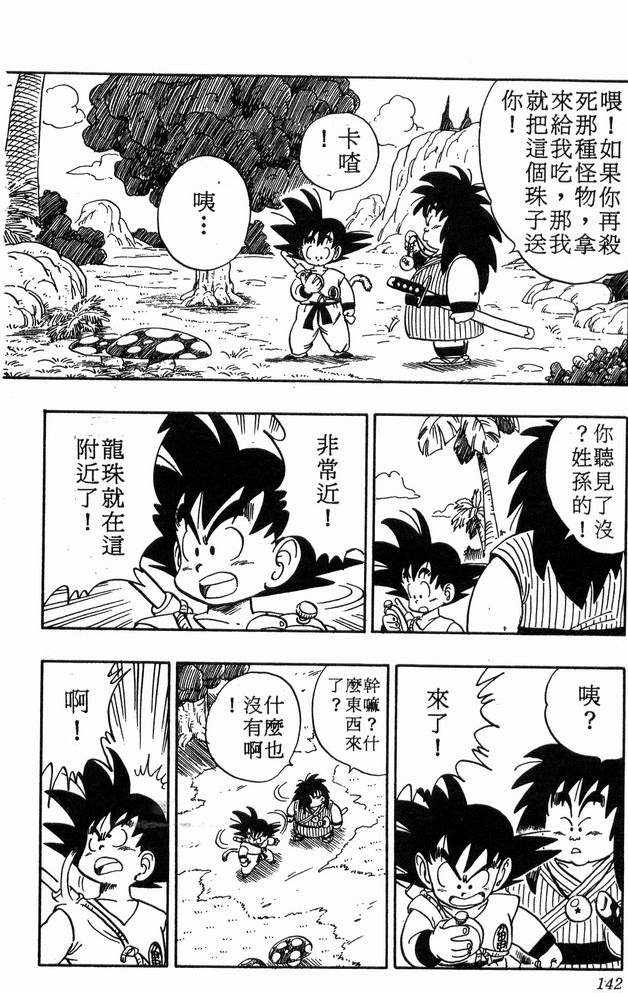 喂！如果你再殺
死那種怪物，拿
來給我吃，那我
就把這個珠子送
你！
卡喳
！
咦…
你聽見了沒
？姓孫的！
非常近！
龍珠就在這
附近了！
咦？
來了！
幹嘛？什
麼東西來
了？
什麼也
沒有啊
！
啊！
142